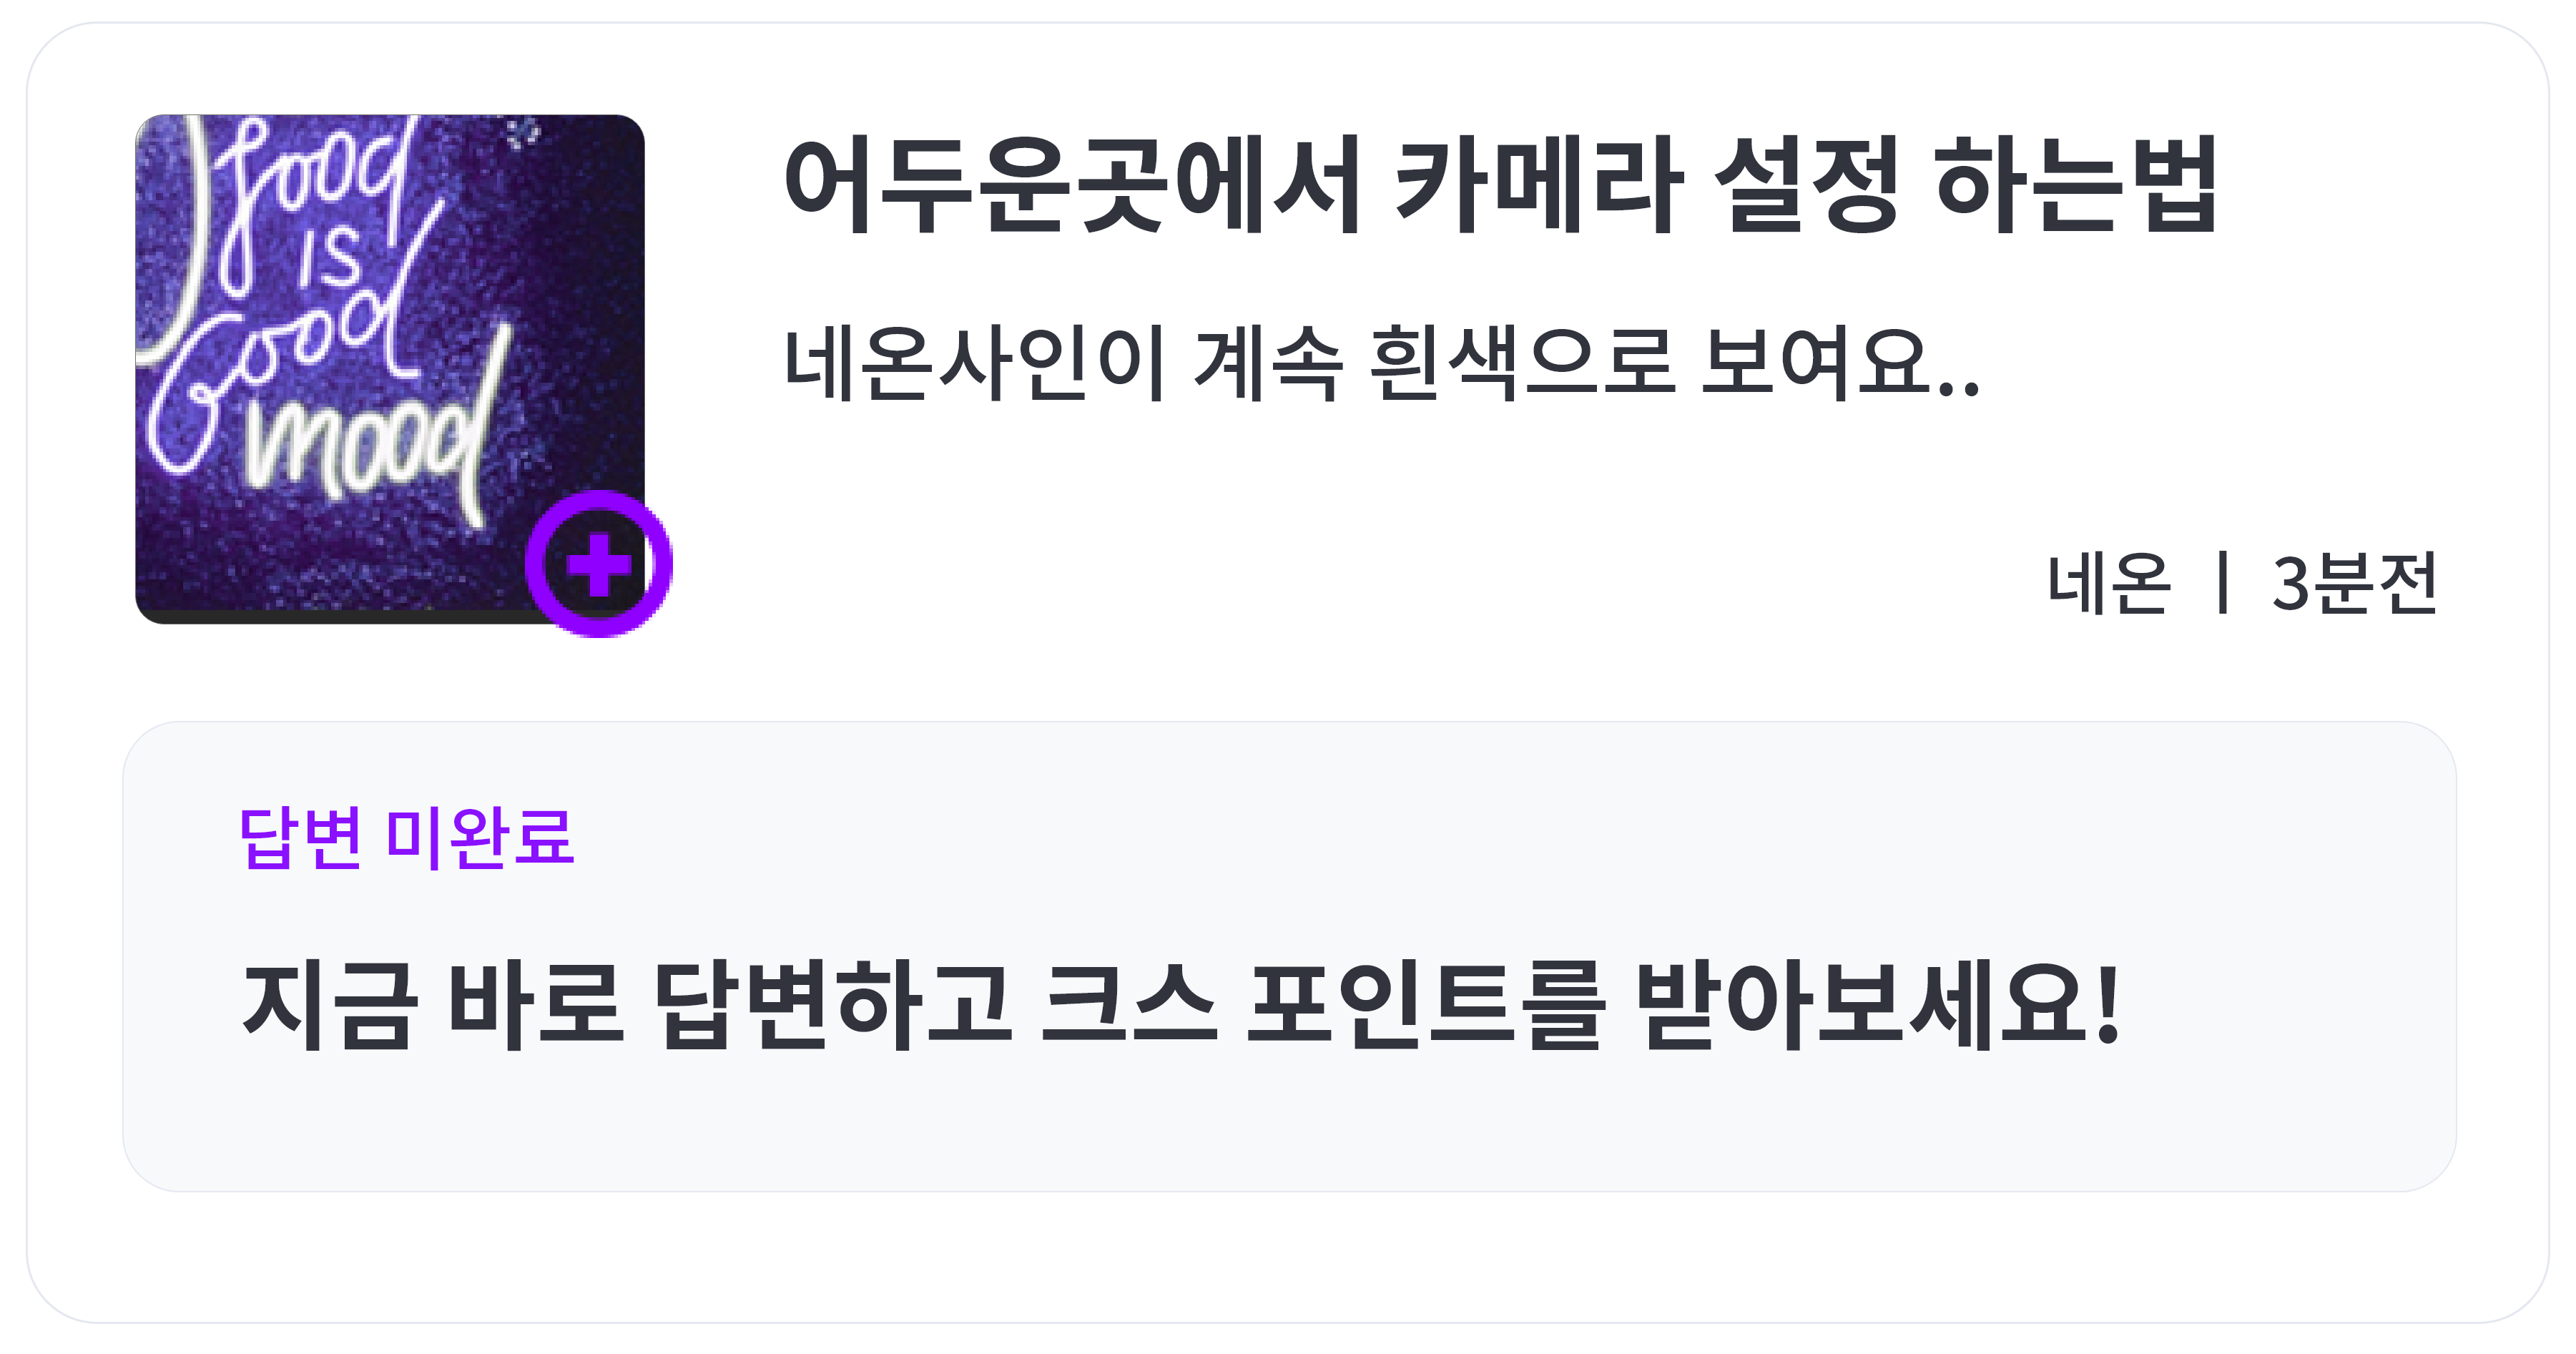 food
is
Good
mood
어두운곳에서 카메라 설정 하는법
네온사인이 계속 흰색으로 보여요..
네온 | 3분전
답변 미완료
지금 바로 답변하고 크스 포인트를 받아보세요!